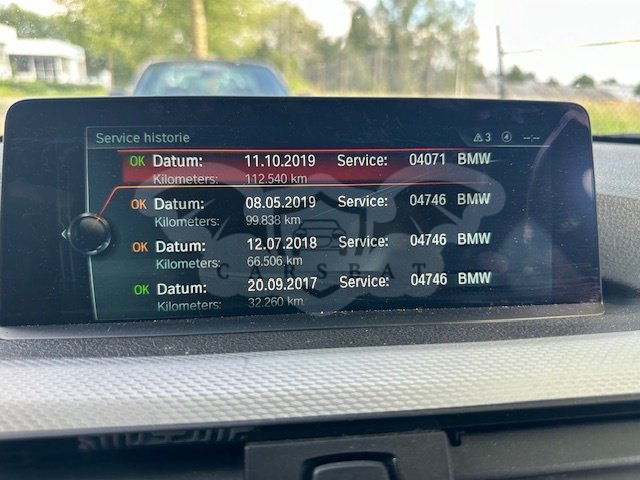 Service historie
3 --:--
OK Datum: 11.10.2019 Service: 04071 BMW
Kilometers: 112.540 km
OK Datum: 08.05.2019 Service: 04746 BMW
Kilometers: 99.838 km
OK Datum: 12.07.2018 Service: 04746 BMW
Kilometers: 66.506 km
CARSBAT
OK Datum: 20.09.2017 Service: 04746 BMW
Kilometers: 32.260 km